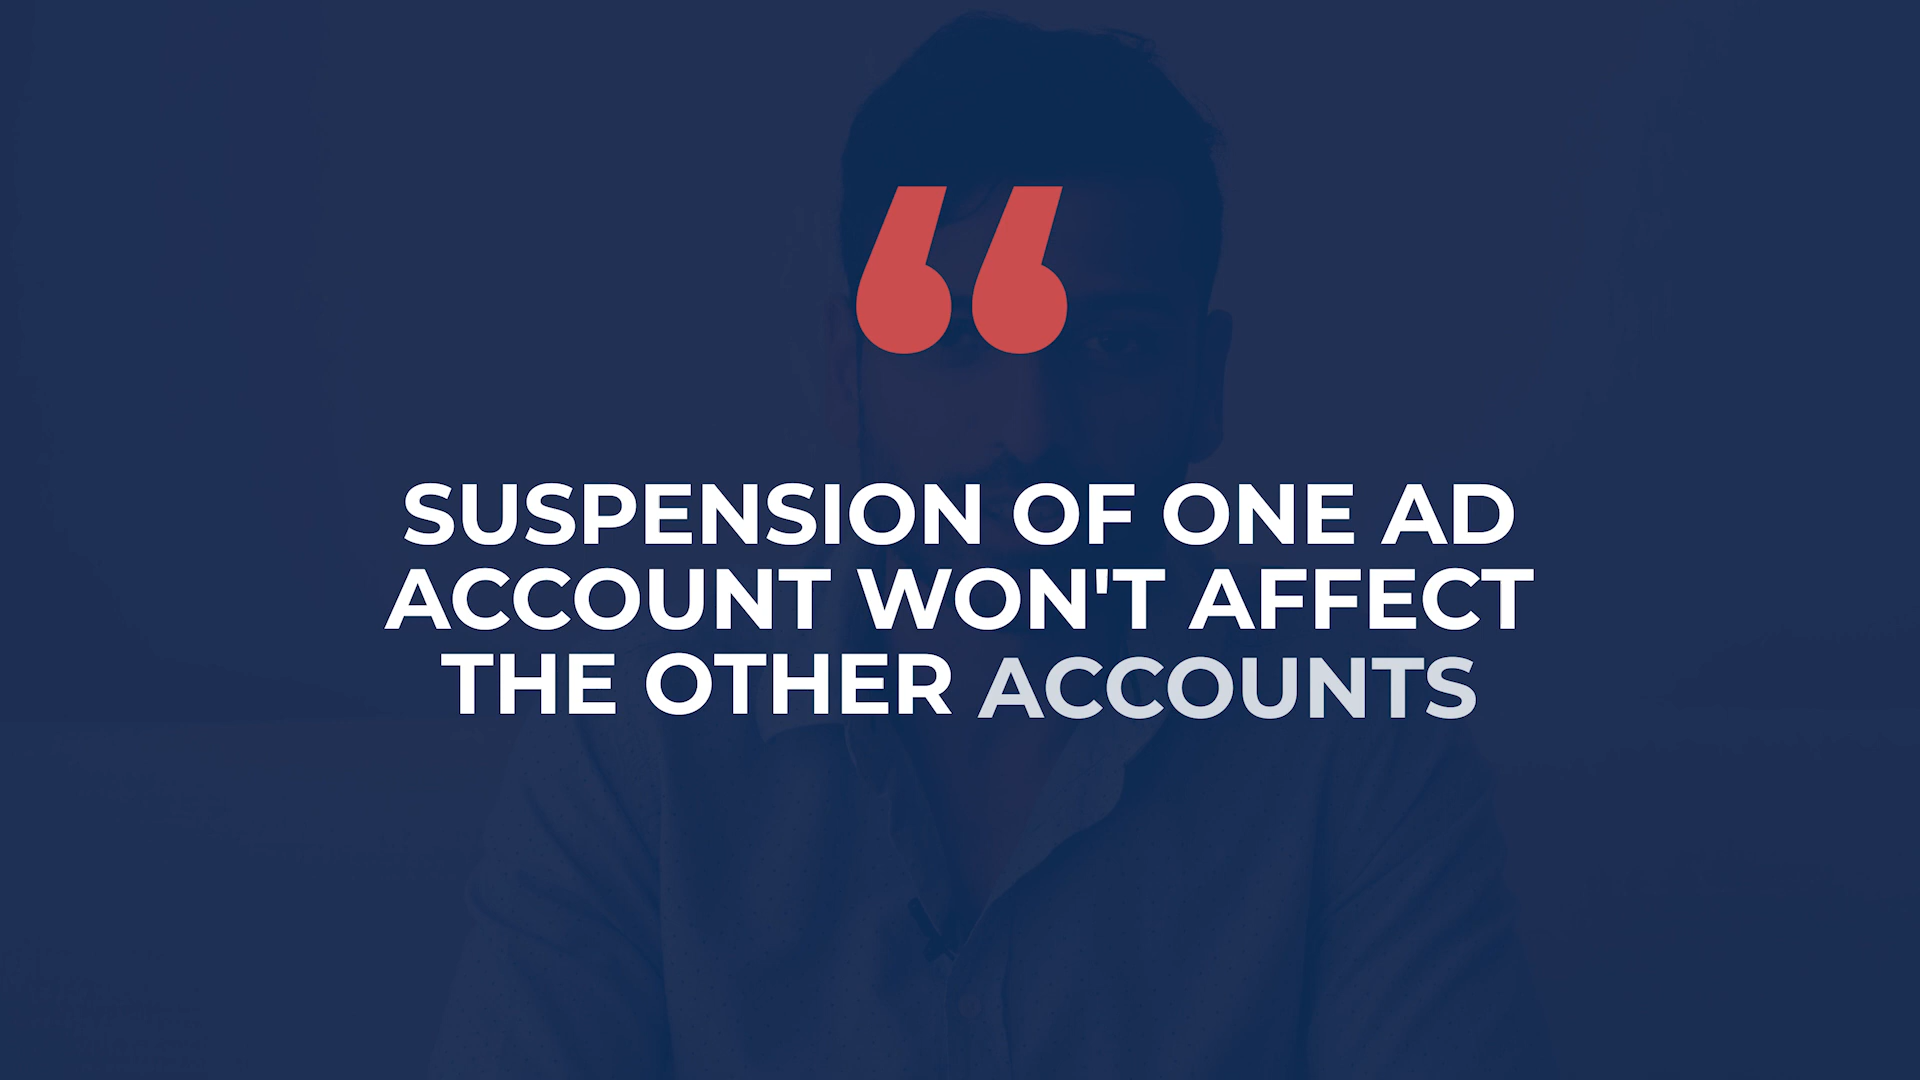 “
SUSPENSION OF ONE AD
ACCOUNT WON'T AFFECT
THE OTHER ACCOUNTS